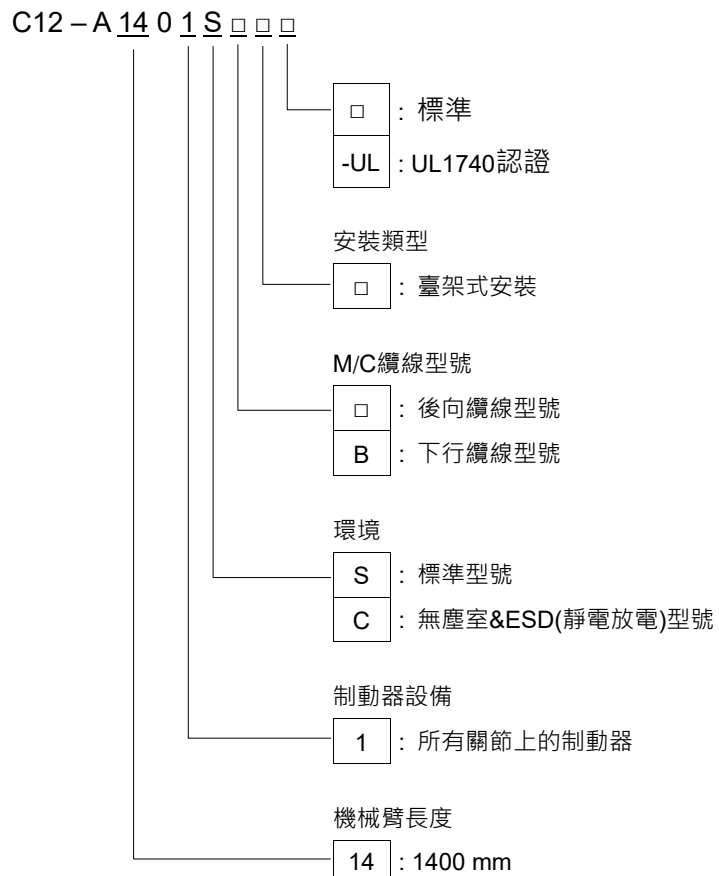 C12 – A 14 0 1 S □ □ □
□ : 標準
-UL : UL1740認證
安裝類型
□ : 臺架式安裝
M/C纜線型號
□ : 後向纜線型號
B : 下行纜線型號
環境
S : 標準型號
C : 無塵室&ESD(靜電放電)型號
制動器設備
1 : 所有關節上的制動器
機械臂長度
14 : 1400 mm